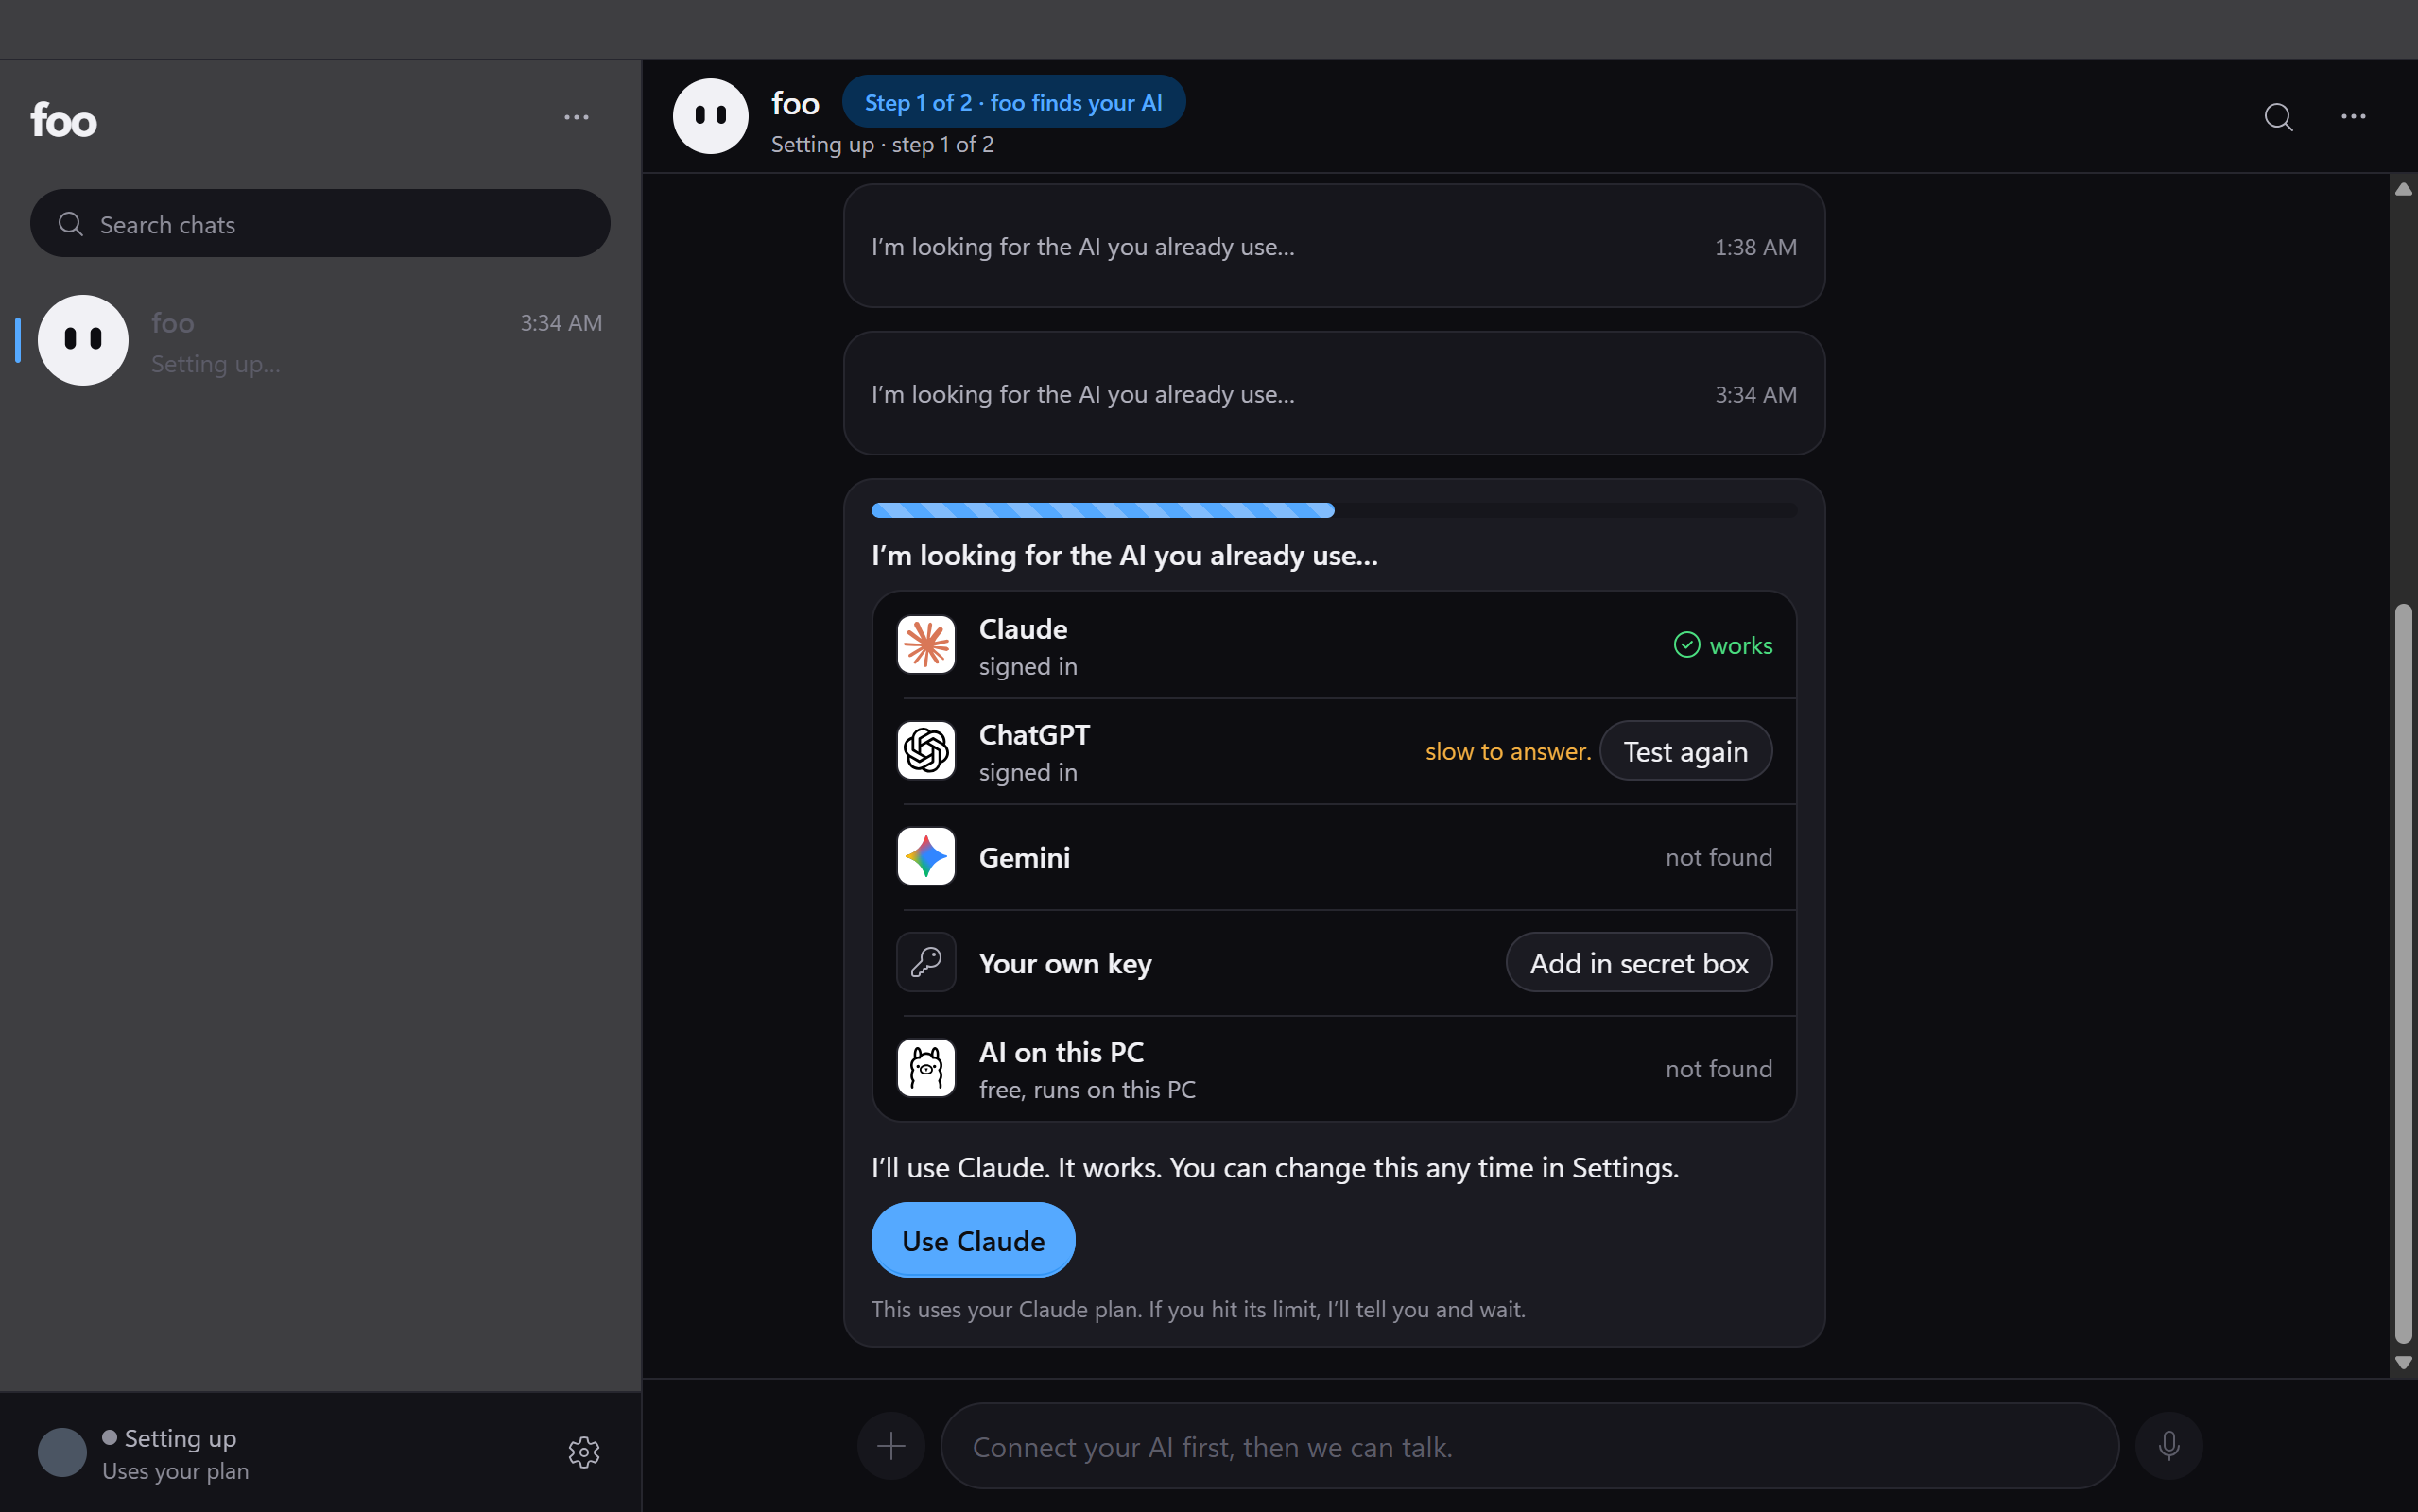 foo
Search chats
foo
3:34 AM
Setting up...
Setting up
Uses your plan
foo
Step 1 of 2 · foo finds your AI
Setting up · step 1 of 2
I’m looking for the AI you already use...
1:38 AM
I’m looking for the AI you already use...
3:34 AM
I’m looking for the AI you already use...
Claude
signed in
works
ChatGPT
signed in
slow to answer.
Test again
Gemini
not found
Your own key
Add in secret box
AI on this PC
free, runs on this PC
not found
I’ll use Claude. It works. You can change this any time in Settings.
Use Claude
This uses your Claude plan. If you hit its limit, I’ll tell you and wait.
Connect your AI first, then we can talk.